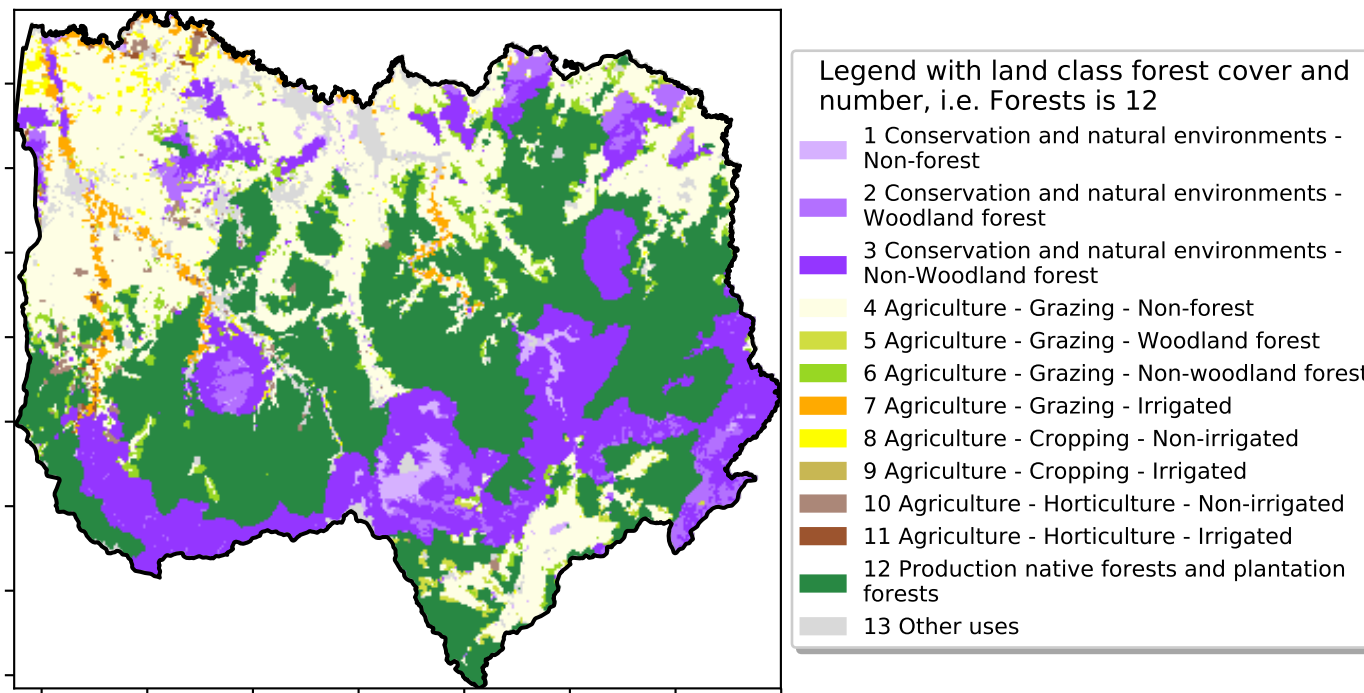 Legend with land class forest cover and
number, i.e. Forests is 12
1 Conservation and natural environments -
Non-forest
2 Conservation and natural environments -
Woodland forest
3 Conservation and natural environments -
Non-Woodland forest
4 Agriculture - Grazing - Non-forest
5 Agriculture - Grazing - Woodland forest
6 Agriculture - Grazing - Non-woodland forest
7 Agriculture - Grazing - Irrigated
8 Agriculture - Cropping - Non-irrigated
9 Agriculture - Cropping - Irrigated
10 Agriculture - Horticulture - Non-irrigated
11 Agriculture - Horticulture - Irrigated
12 Production native forests and plantation
forests
13 Other uses